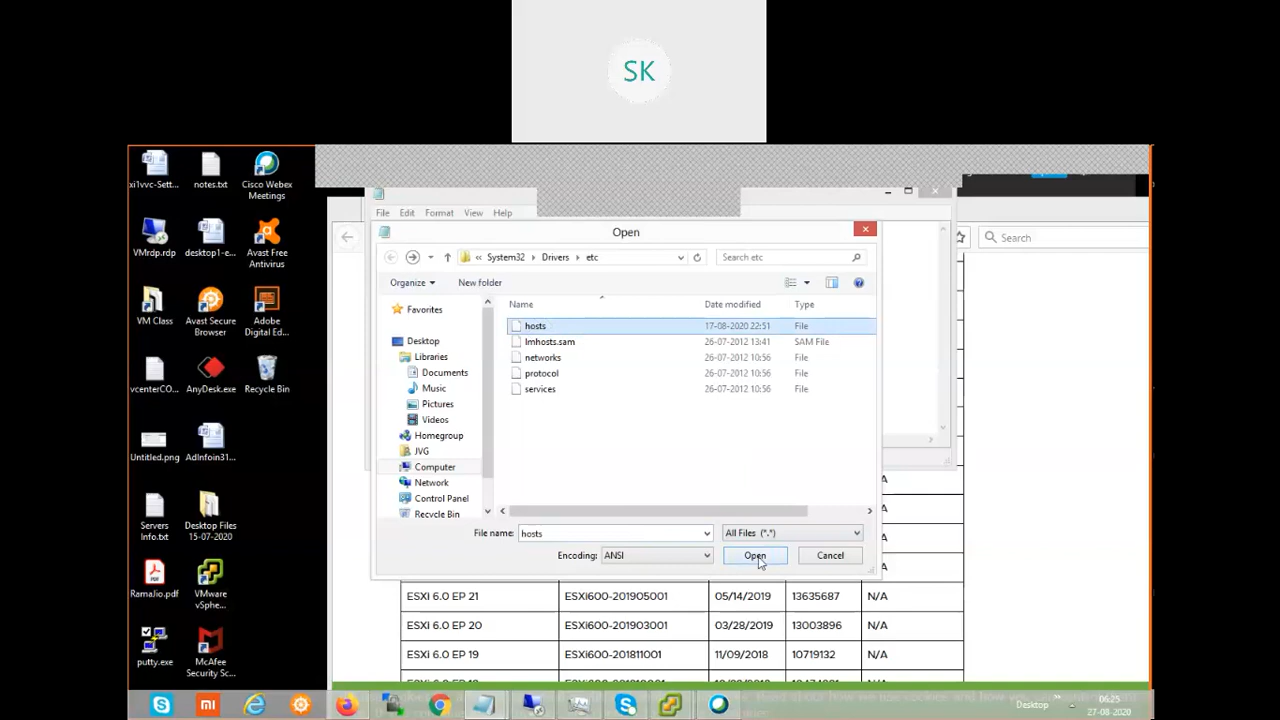 SK
xi1vvc-Sett...
notes.txt
Cisco Webex
Meetings
VMrdp.rdp
desktop1-e...
Avast Free
Antivirus
VM Class
Avast Secure
Browser
Adobe
Digital Ed...
vcenterCO...
AnyDesk.exe
Recycle Bin
Untitled.png
AdInfoin31...
Servers
Info.txt
Desktop Files
15-07-2020
RamaJio.pdf
VMware
vSphe...
putty.exe
McAfee
Security Sc...
File Edit Format View Help
Search
Open
« System32 Drivers etc
Search etc
Organize
New folder
Name Date modified Type
hosts 17-08-2020 22:51 File
lmhosts.sam 26-07-2012 13:41 SAM File
networks 26-07-2012 10:56 File
protocol 26-07-2012 10:56 File
services 26-07-2012 10:56 File
Favorites
Desktop
Libraries
Documents
Music
Pictures
Videos
Homegroup
JVG
Computer
Network
Control Panel
Recycle Bin
File name: hosts All Files (*.*)
Encoding: ANSI Open Cancel
ESXi 6.0 EP 21 ESXi600-201905001 05/14/2019 13635687 N/A
ESXi 6.0 EP 20 ESXi600-201903001 03/28/2019 13003896 N/A
ESXi 6.0 EP 19 ESXi600-201811001 11/09/2018 10719132 N/A
Desktop
06:25
27-08-2020